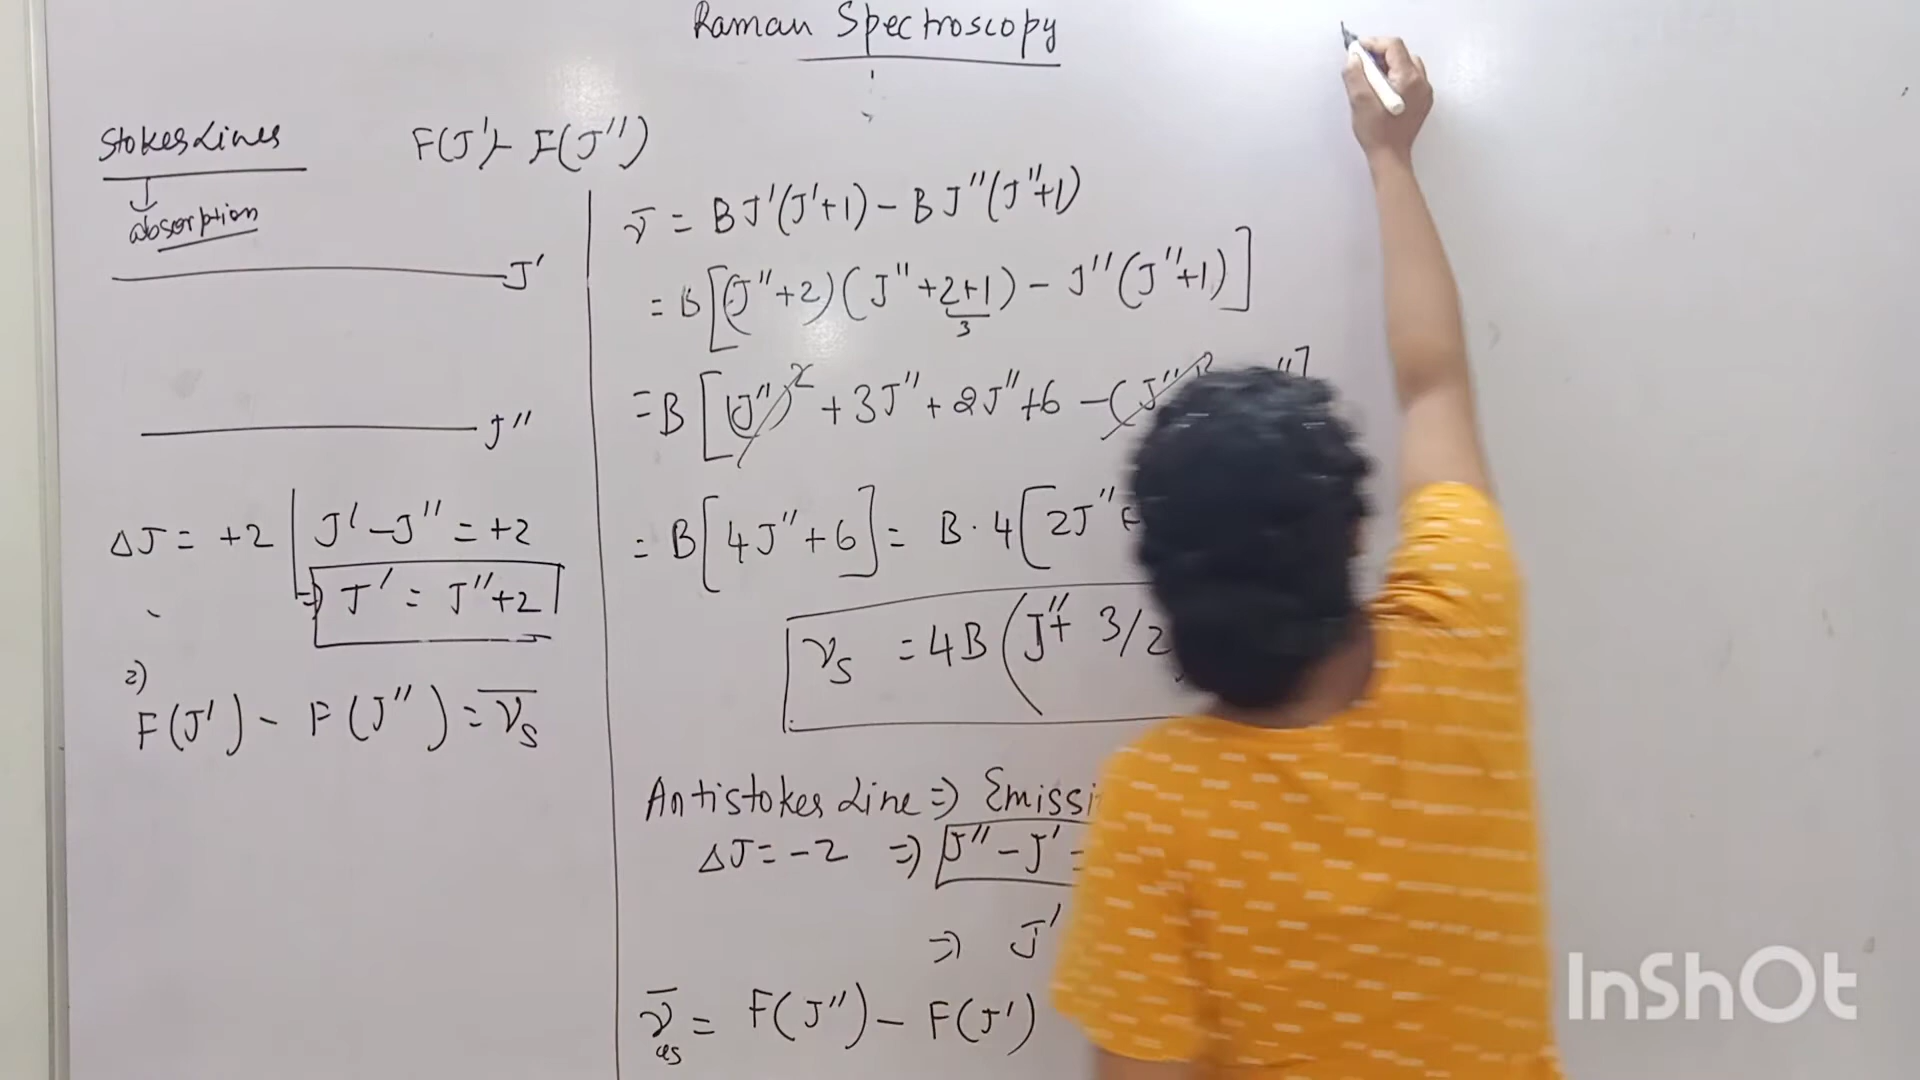 Raman Spectroscopy
Stokes Lines
absorption
J'
J''
ΔJ = +2 | J' - J'' = +2
⇒ J' = J''+2
2)
F(J') - F(J'') = ν̅s
F(J') - F(J'')
ν̅ = BJ'(J'+1) - BJ''(J''+1)
= B[(J''+2)(J''+2+1) - J''(J''+1)]
3
= B[(J'')² + 3J'' + 2J'' + 6 - (J''
= B[4J''+6] = B·4[2J''
νs = 4B(J''+ 3/2
Antistokes Line ⇒
ΔJ = -2 ⇒ J'' - J' =
⇒ J'
ν̅as = F(J'') - F(J')
InShOt